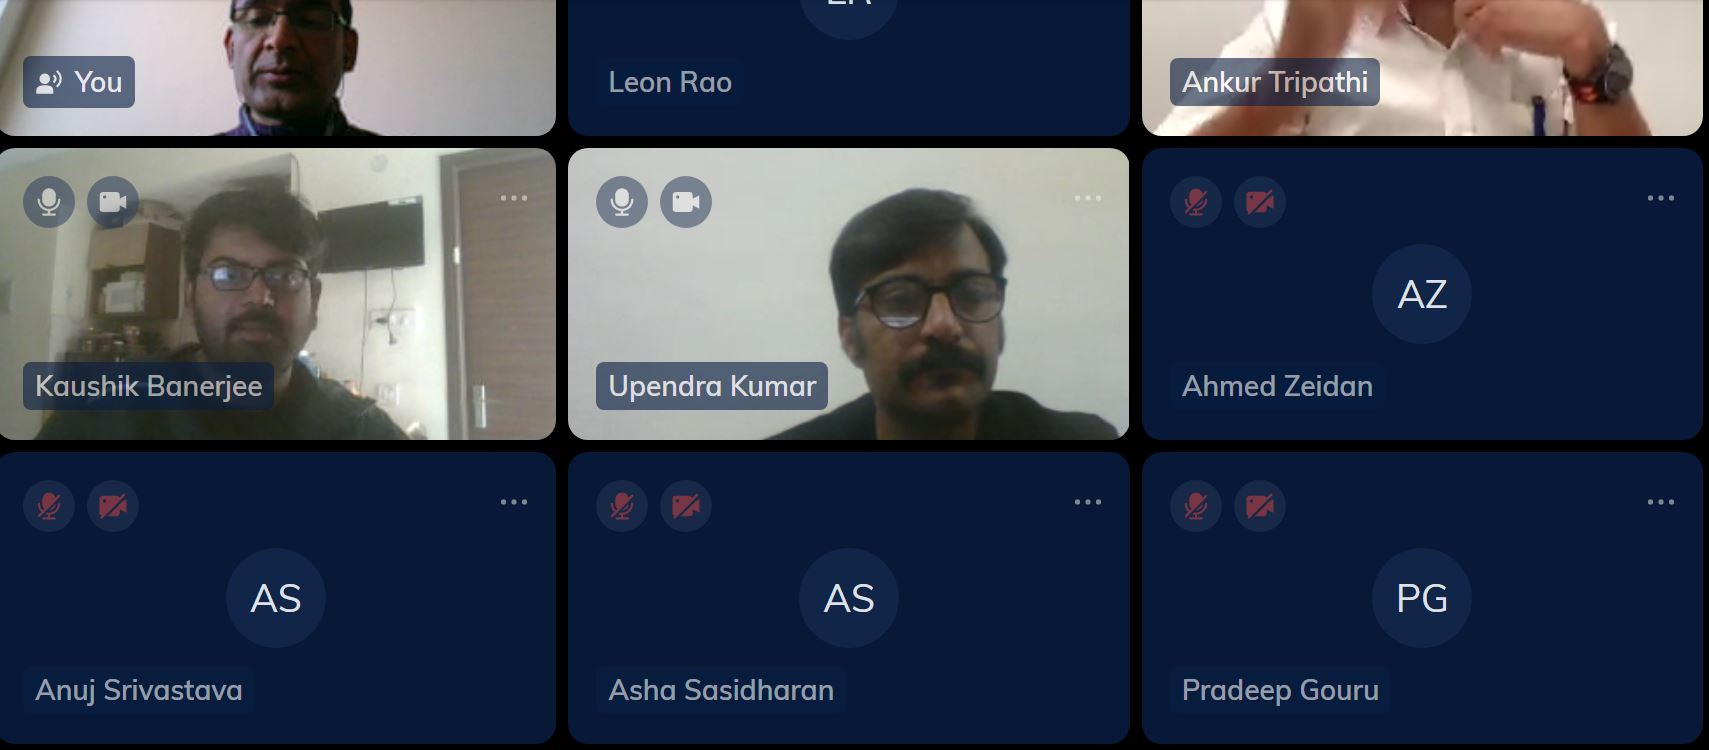 You
Leon Rao
Ankur Tripathi
Kaushik Banerjee
Upendra Kumar
AZ
Ahmed Zeidan
AS
Anuj Srivastava
AS
Asha Sasidharan
PG
Pradeep Gouru